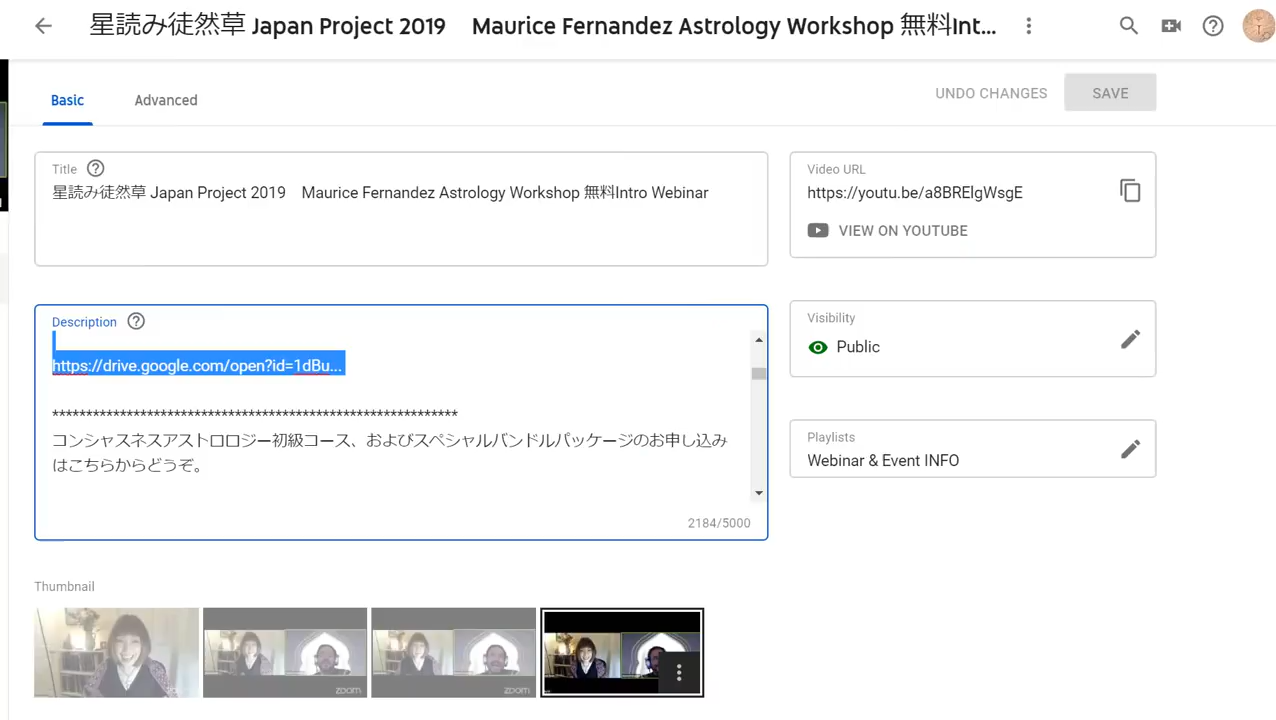 星読み徒然草 Japan Project 2019　Maurice Fernandez Astrology Workshop 無料Int...
Basic
Advanced
UNDO CHANGES
SAVE
Title
星読み徒然草 Japan Project 2019　Maurice Fernandez Astrology Workshop 無料Intro Webinar
Video URL
https://youtu.be/a8BRElgWsgE
VIEW ON YOUTUBE
Description
https://drive.google.com/open?id=1dBu...
************************************************************
コンシャスネスアストロロジー初級コース、およびスペシャルバンドルパッケージのお申し込み
はこちらからどうぞ。
2184/5000
Visibility
Public
Playlists
Webinar & Event INFO
Thumbnail
zoom
zoom